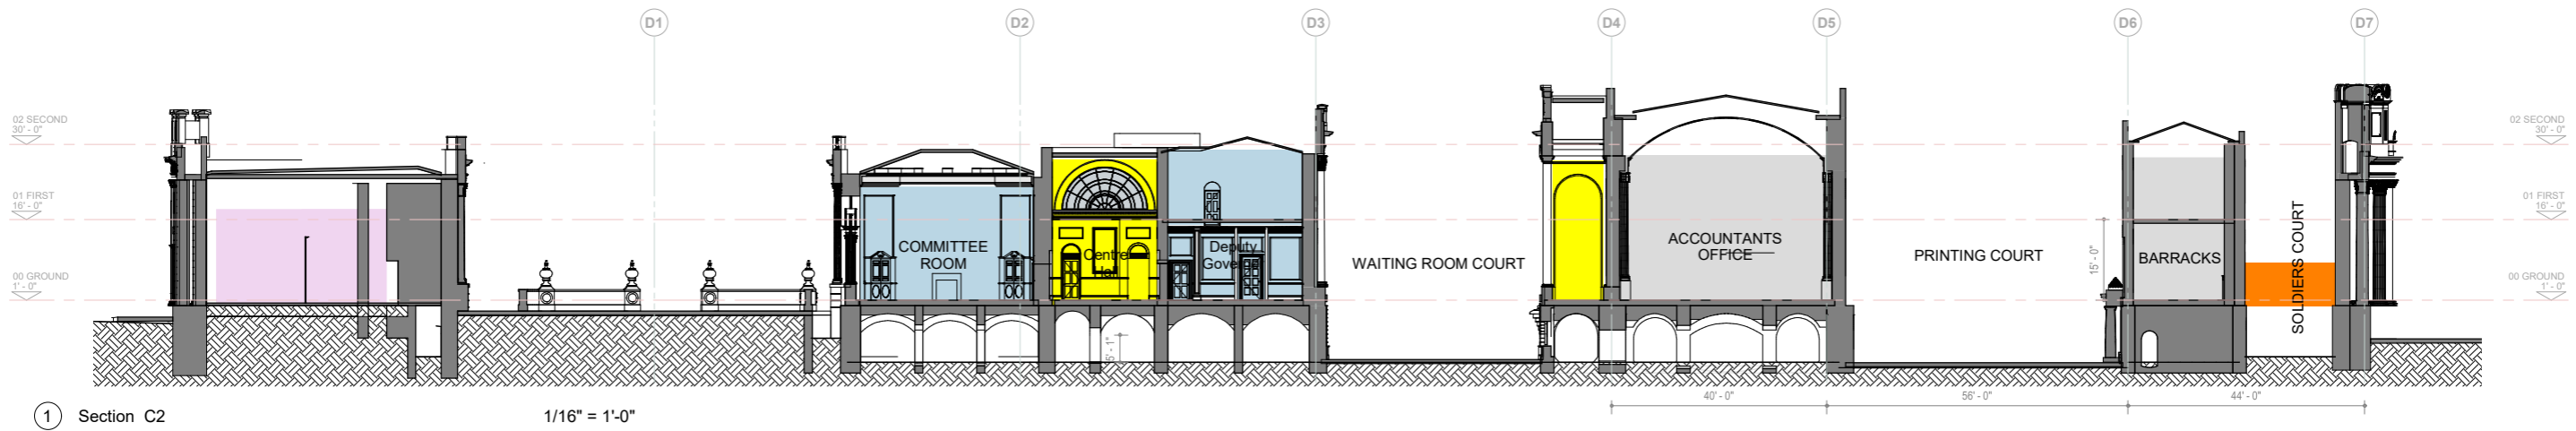 D1
D2
D3
D4
D5
D6
D7
02 SECOND
30' - 0"
02 SECOND
30' - 0"
01 FIRST
16' - 0"
01 FIRST
16' - 0"
00 GROUND
1' - 0"
00 GROUND
1' - 0"
COMMITTEE
ROOM
Centre
Hall
Deputy
Gover
WAITING ROOM COURT
ACCOUNTANTS
OFFICE
PRINTING COURT
15' - 0"
BARRACKS
SOLDIERS COURT
5' - 1"
40' - 0"
56' - 0"
44' - 0"
1 Section C2
1/16" = 1'-0"